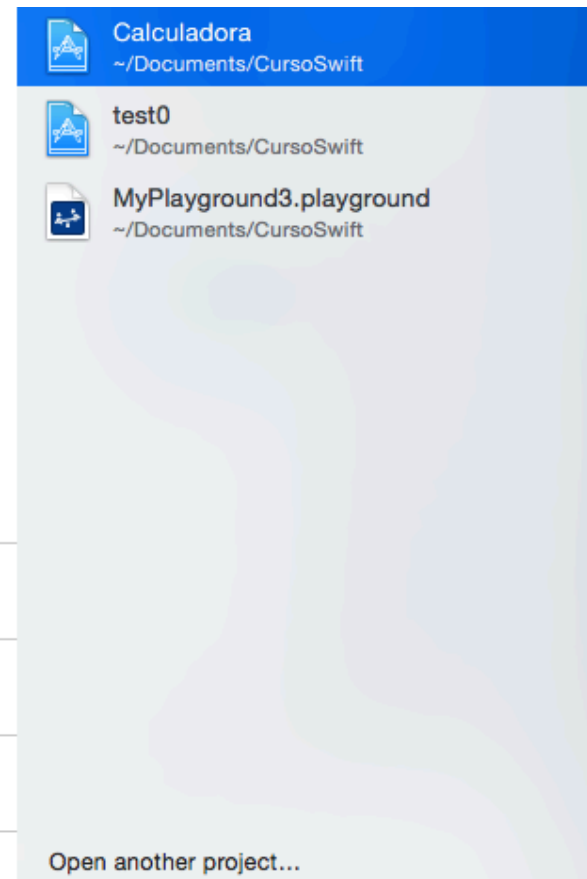 Calculadora
~/Documents/CursoSwift
test0
~/Documents/CursoSwift
MyPlayground3.playground
~/Documents/CursoSwift
Open another project...